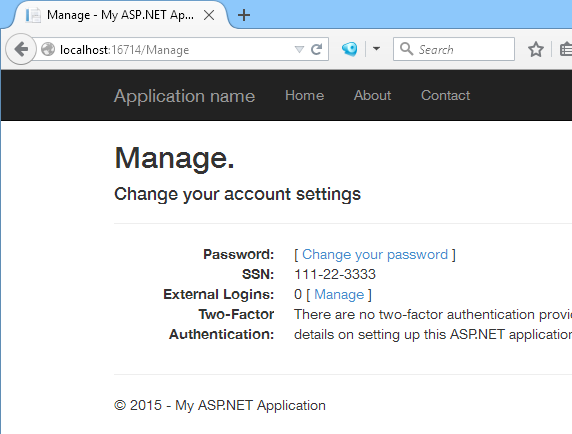 Manage - My ASP.NET App...
localhost:16714/Manage
Search
Application name Home About Contact
Manage.
Change your account settings
Password: [ Change your password ]
SSN: 111-22-3333
External Logins: 0 [ Manage ]
Two-Factor There are no two-factor authentication provi
Authentication: details on setting up this ASP.NET application
© 2015 - My ASP.NET Application